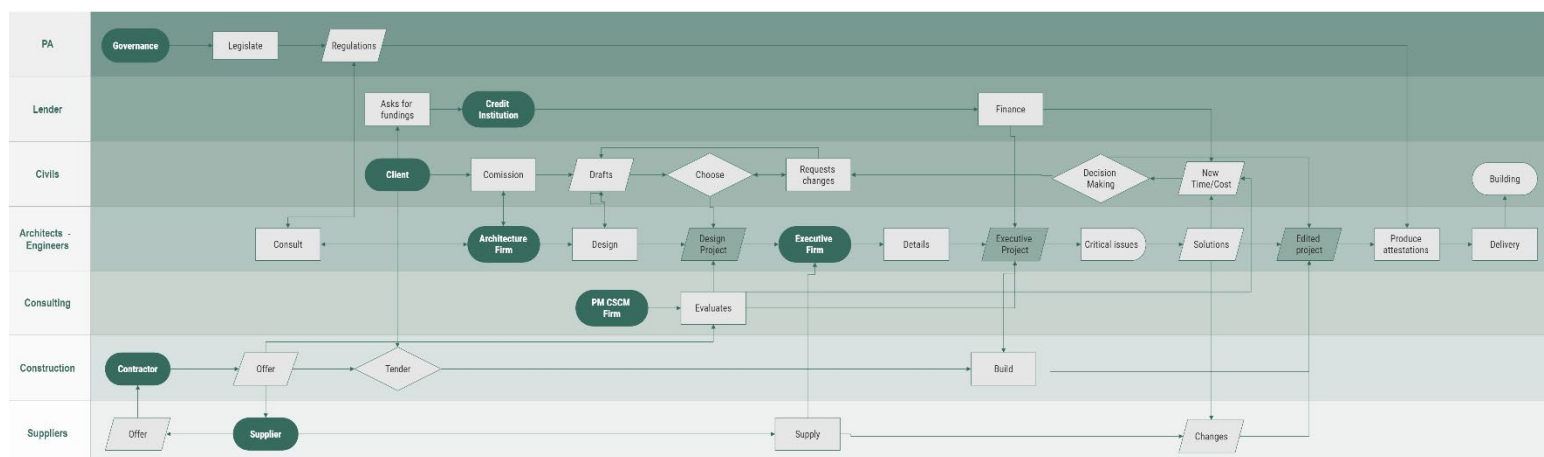 PA
Governance
Legislate
Regulations
Lender
Asks for
fundings
Credit
Institution
Finance
Civils
Client
Comission
Drafts
Choose
Requests
changes
Decision
Making
New
Time/Cost
Building
Architects -
Engineers
Consult
Architecture
Firm
Design
Design
Project
Executive
Firm
Details
Executive
Project
Critical issues
Solutions
Edited
project
Produce
attestations
Delivery
Consulting
PM CSCM
Firm
Evaluates
Construction
Contractor
Offer
Tender
Build
Suppliers
Offer
Supplier
Supply
Changes